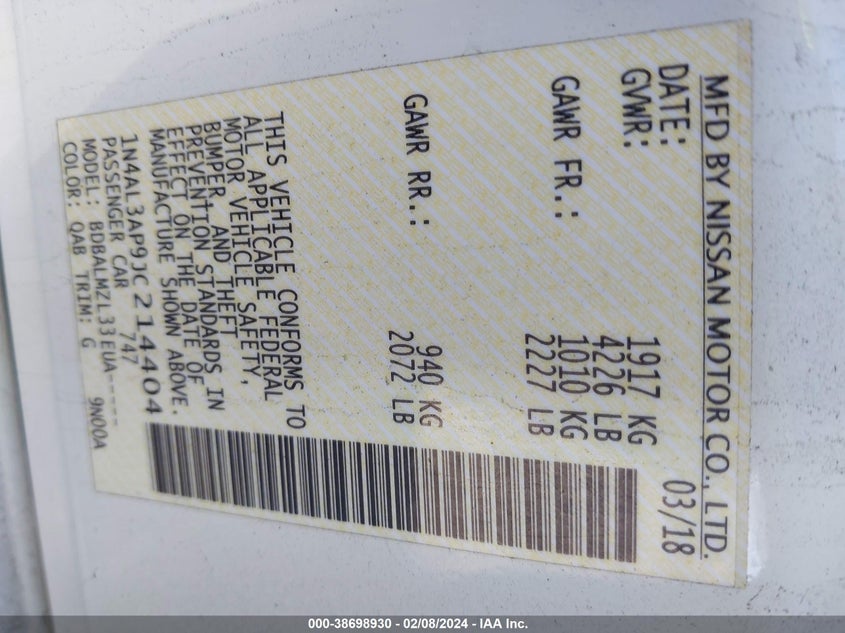 MFD BY NISSAN MOTOR CO., LTD.
DATE: 03/18
GVWR: 1917 KG
4226 LB
GAWR FR.: 1010 KG
2227 LB
GAWR RR.: 940 KG
2072 LB
THIS VEHICLE CONFORMS TO
ALL APPLICABLE FEDERAL
MOTOR VEHICLE SAFETY,
BUMPER, AND THEFT
PREVENTION STANDARDS IN
EFFECT ON THE DATE OF
MANUFACTURE SHOWN ABOVE.
1N4AL3AP9JC214404
PASSENGER CAR 747
MODEL: BDBALMZL33EUA-----
COLOR: QAB TRIM: G 9N00A
000-38698930 - 02/08/2024 - IAA Inc.